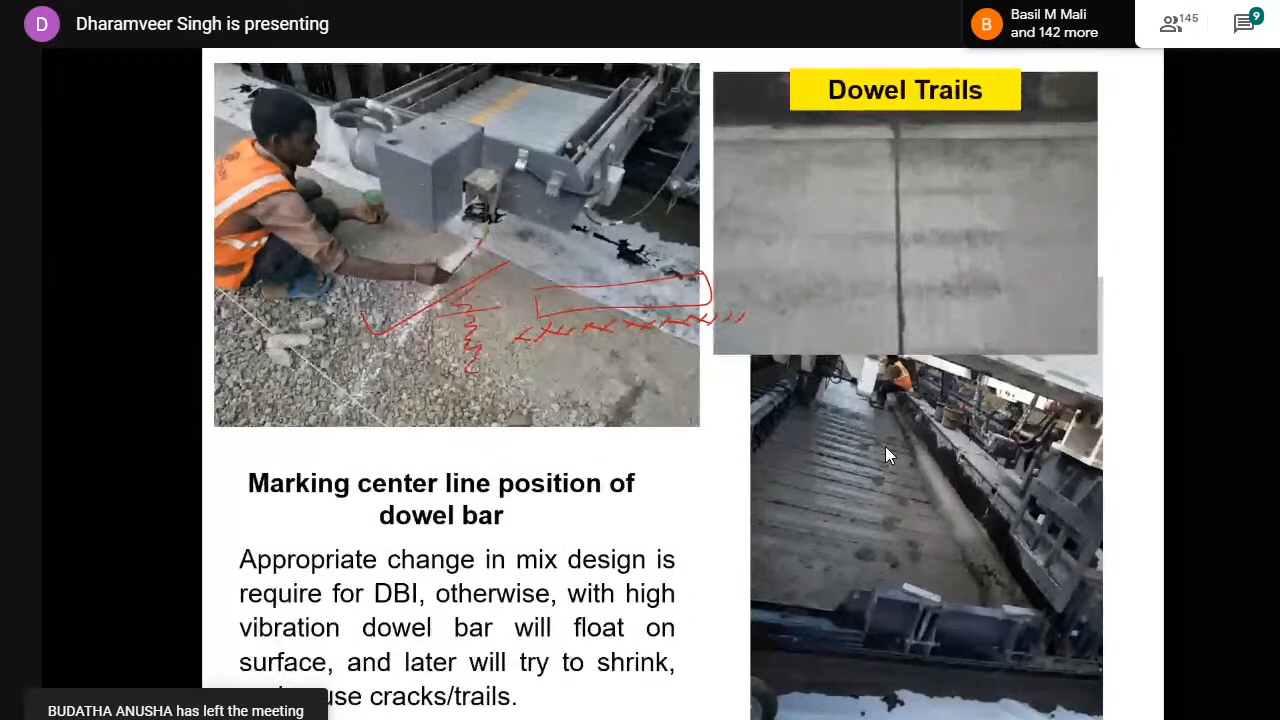 D
Dharamveer Singh is presenting
B
Basil M Mali
and 142 more
145
9
Dowel Trails
Marking center line position of
dowel bar
Appropriate change in mix design is
require for DBI, otherwise, with high
vibration dowel bar will float on
surface, and later will try to shrink,
use cracks/trails.
BUDATHA ANUSHA has left the meeting